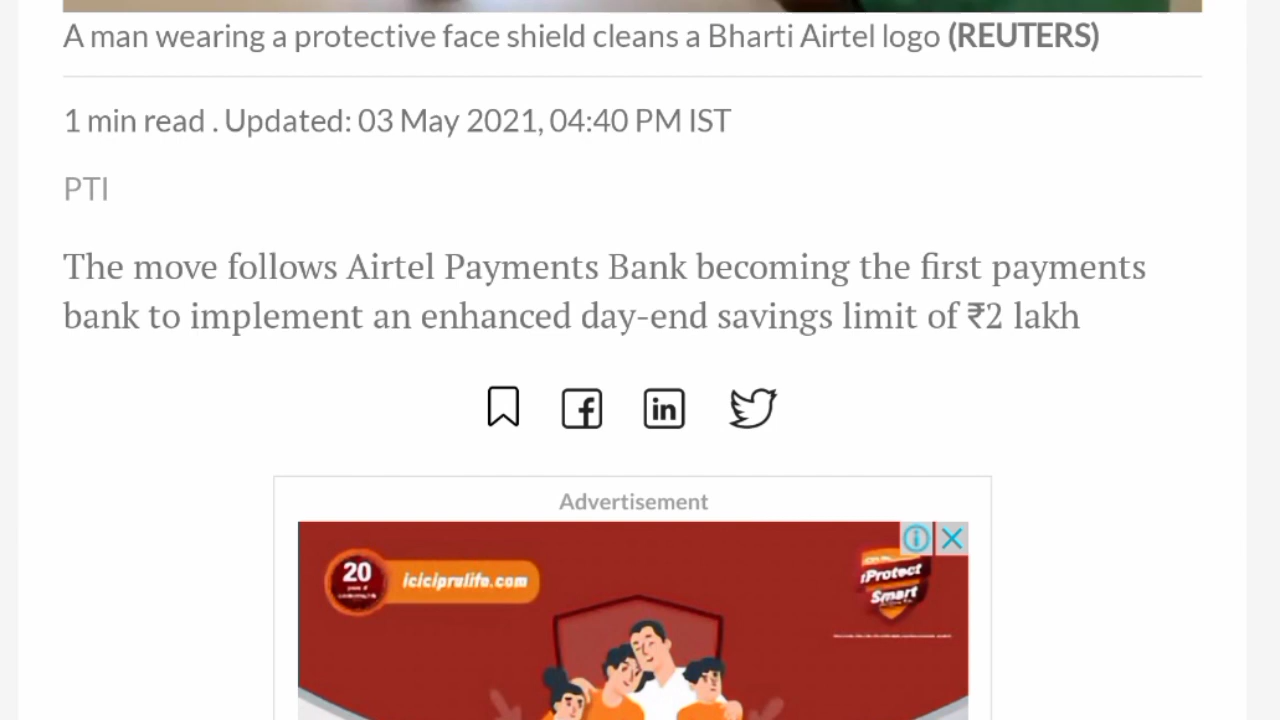 A man wearing a protective face shield cleans a Bharti Airtel logo (REUTERS)
1 min read . Updated: 03 May 2021, 04:40 PM IST
PTI
The move follows Airtel Payments Bank becoming the first payments
bank to implement an enhanced day-end savings limit of ₹2 lakh
Advertisement
20
iciciprulife.com
iProtect
Smart